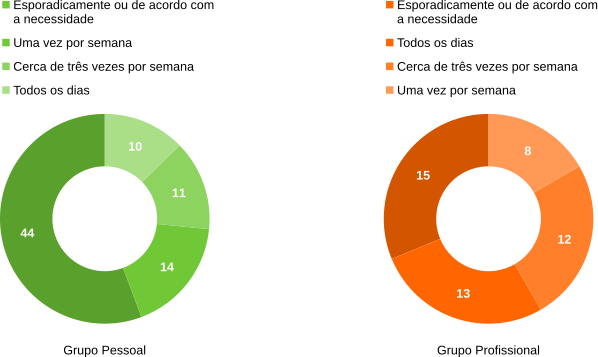 Esporadicamente ou de acordo com
a necessidade
Uma vez por semana
Cerca de três vezes por semana
Todos os dias
10
11
14
44
Grupo Pessoal
Esporadicamente ou de acordo com
a necessidade
Todos os dias
Cerca de três vezes por semana
Uma vez por semana
8
12
13
15
Grupo Profissional